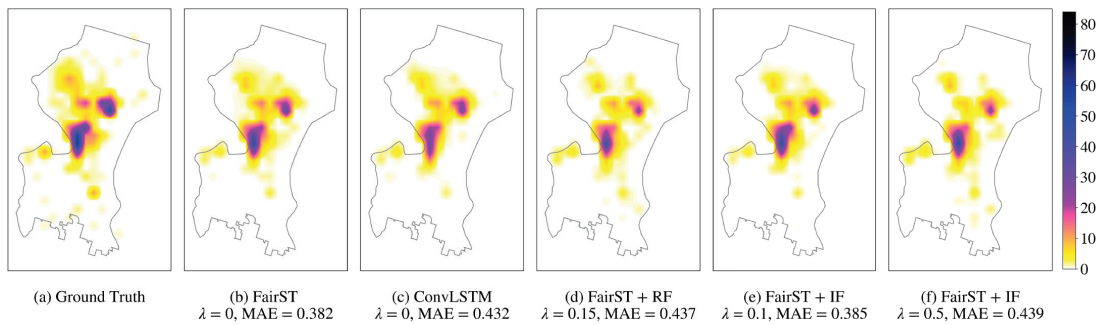 80
70
60
50
40
30
20
10
0
(a) Ground Truth
(b) FairST
λ = 0, MAE = 0.382
(c) ConvLSTM
λ = 0, MAE = 0.432
(d) FairST + RF
λ = 0.15, MAE = 0.437
(e) FairST + IF
λ = 0.1, MAE = 0.385
(f) FairST + IF
λ = 0.5, MAE = 0.439